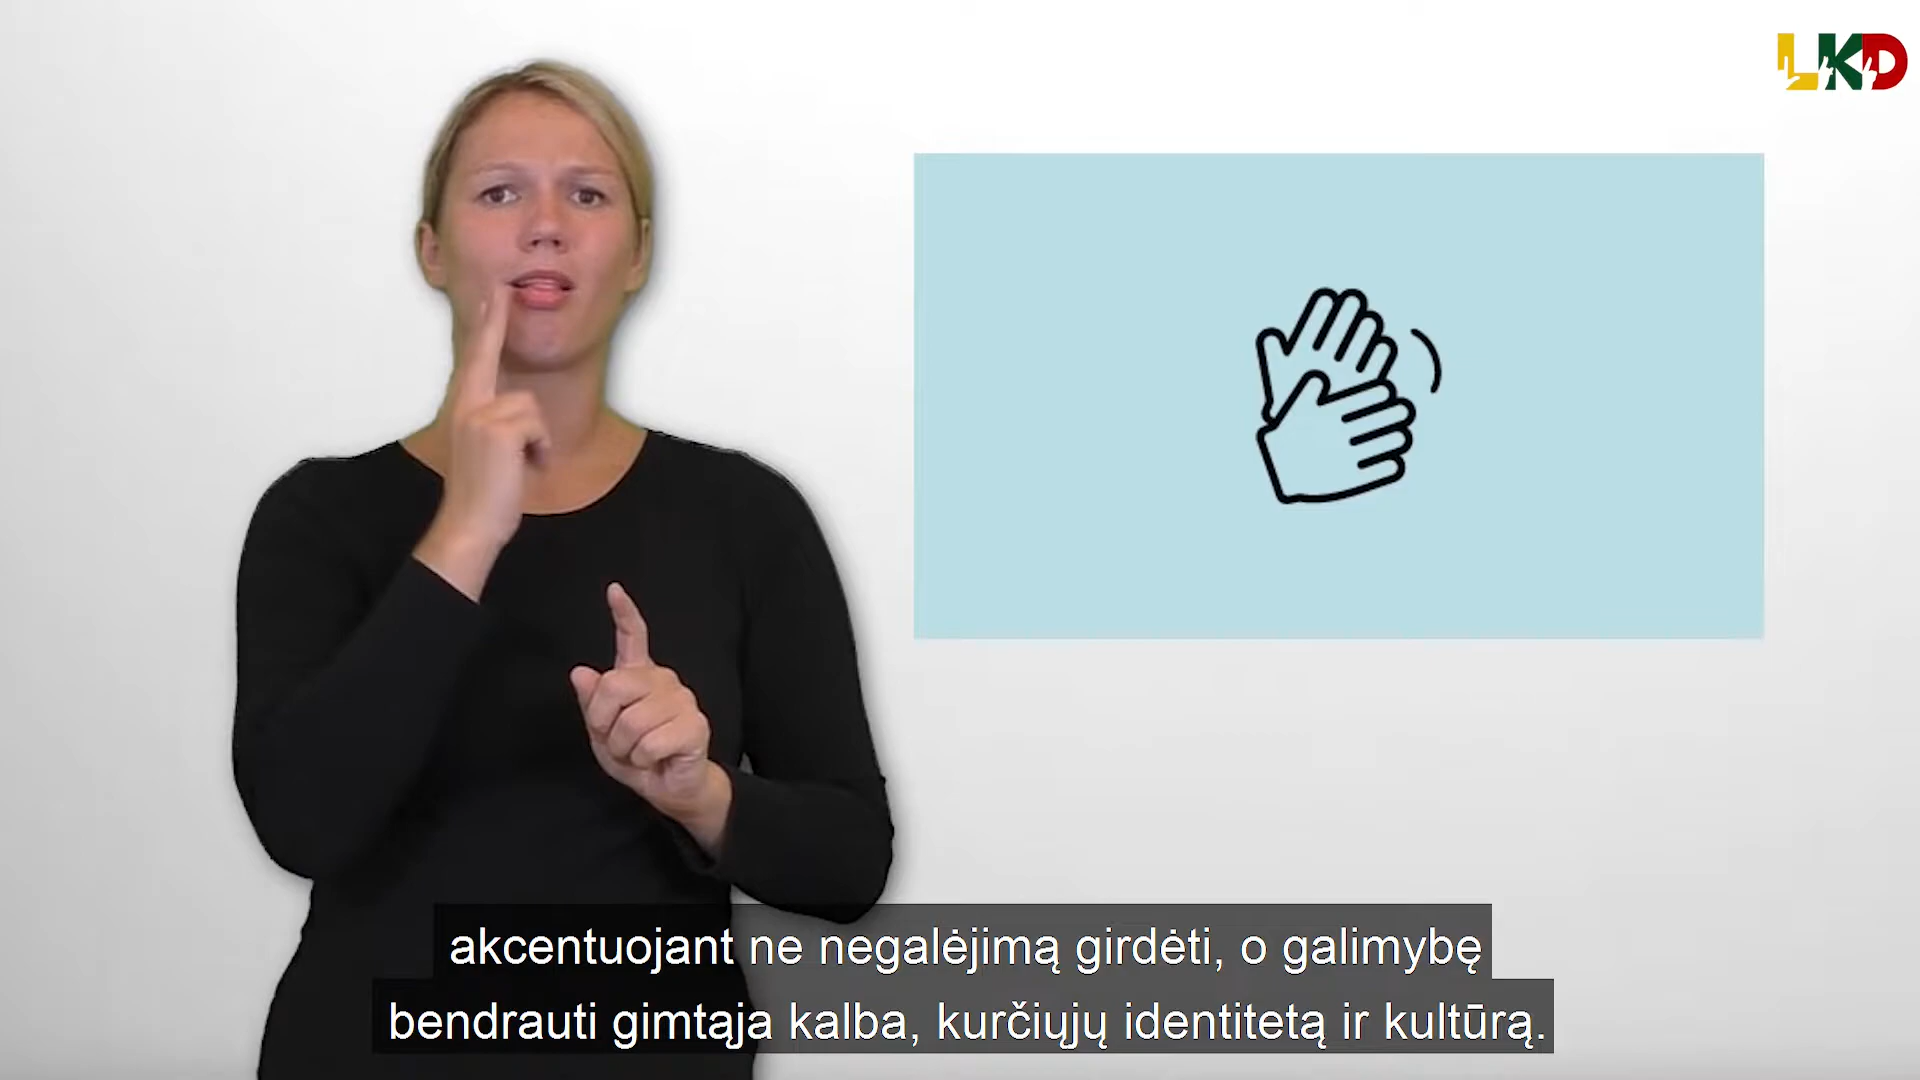 LKD
akcentuojant ne negalėjimą girdėti, o galimybę
bendrauti gimtąja kalba, kurčiųjų identitetą ir kultūrą.